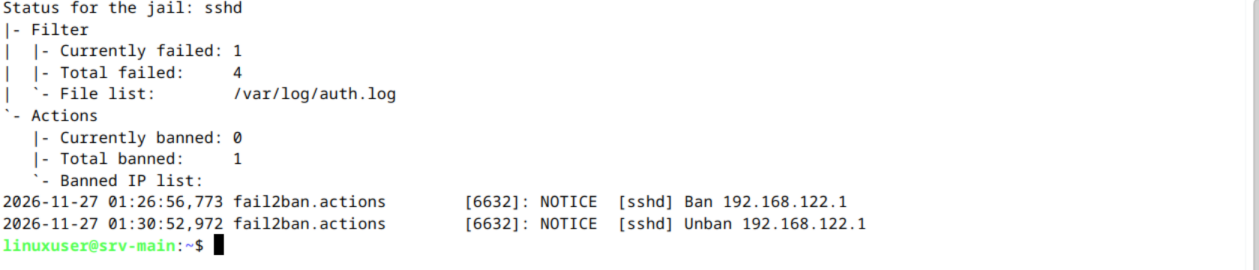 Status for the jail: sshd
|- Filter
|  |- Currently failed: 1
|  |- Total failed:     4
|  `- File list:        /var/log/auth.log
`- Actions
   |- Currently banned: 0
   |- Total banned:     1
   `- Banned IP list:
2026-11-27 01:26:56,773 fail2ban.actions        [6632]: NOTICE  [sshd] Ban 192.168.122.1
2026-11-27 01:30:52,972 fail2ban.actions        [6632]: NOTICE  [sshd] Unban 192.168.122.1
linuxuser@srv-main:~$